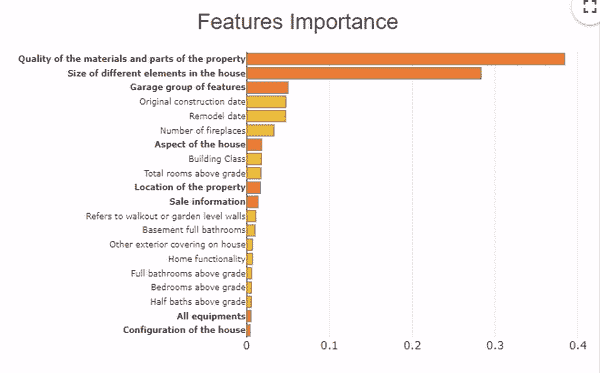 Features Importance
Quality of the materials and parts of the property
Size of different elements in the house
Garage group of features
Original construction date
Remodel date
Number of fireplaces
Aspect of the house
Building Class
Total rooms above grade
Location of the property
Sale information
Refers to walkout or garden level walls
Basement full bathrooms
Other exterior covering on house
Home functionality
Full bathrooms above grade
Bedrooms above grade
Half baths above grade
All equipments
Configuration of the house
0 0.1 0.2 0.3 0.4